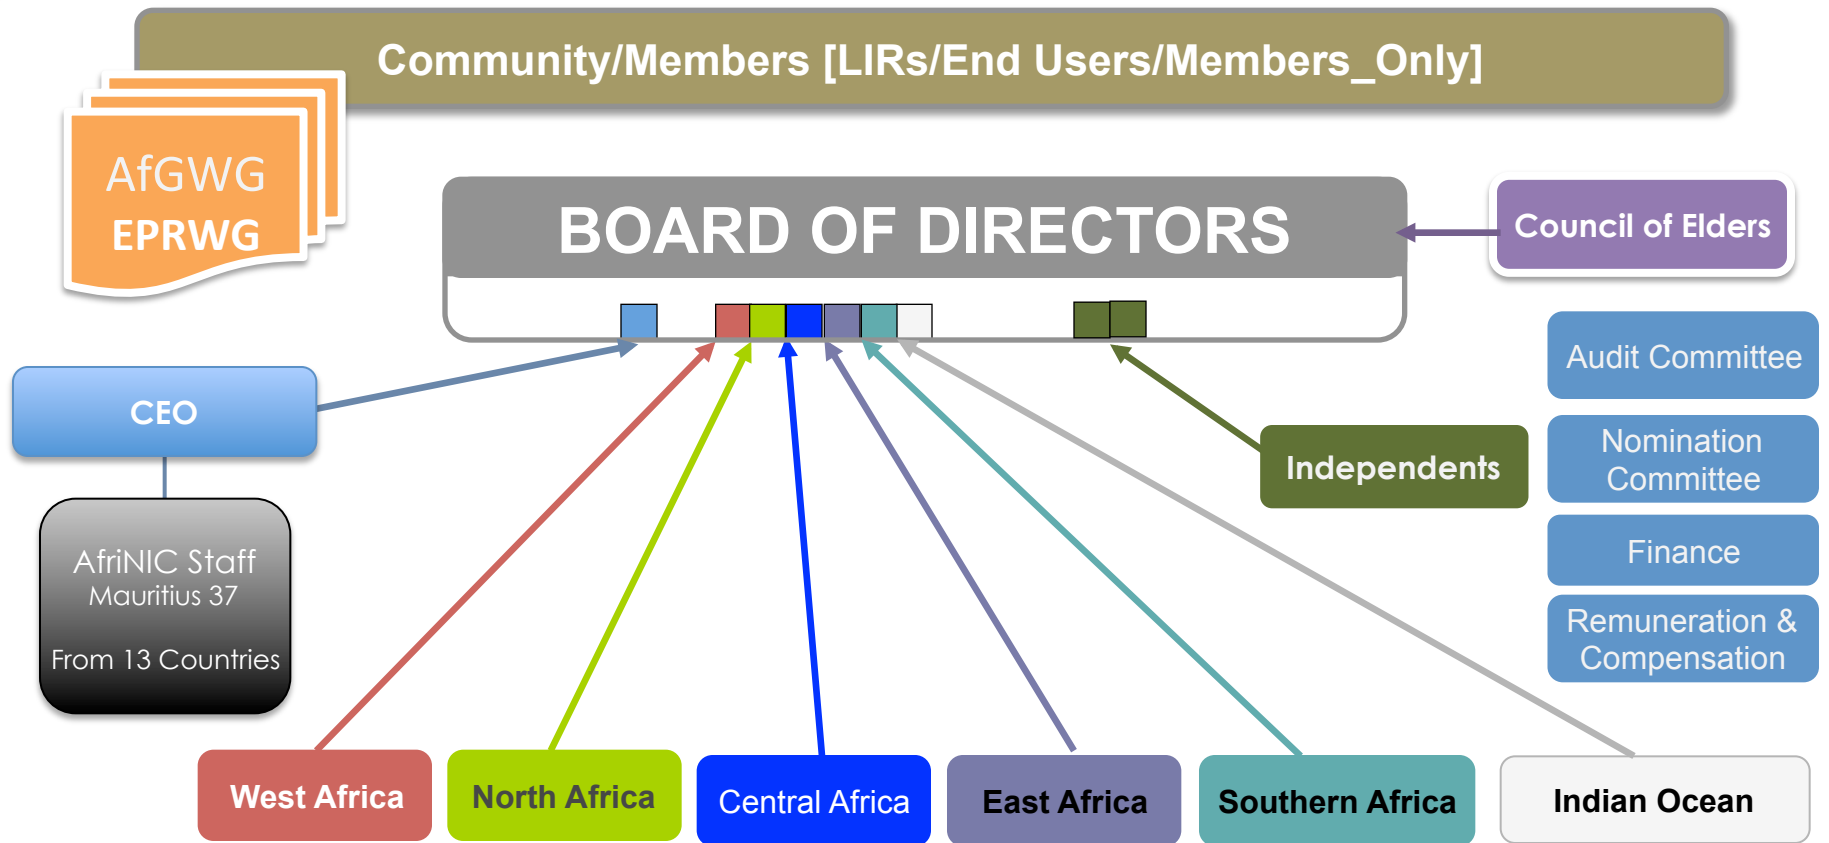 Community/Members [LIRs/End Users/Members_Only]
AfGWG
EPRWG
BOARD OF DIRECTORS
Council of Elders
CEO
AfriNIC Staff
Mauritius 37
From 13 Countries
Independents
Audit Committee
Nomination
Committee
Finance
Remuneration &
Compensation
West Africa
North Africa
Central Africa
East Africa
Southern Africa
Indian Ocean